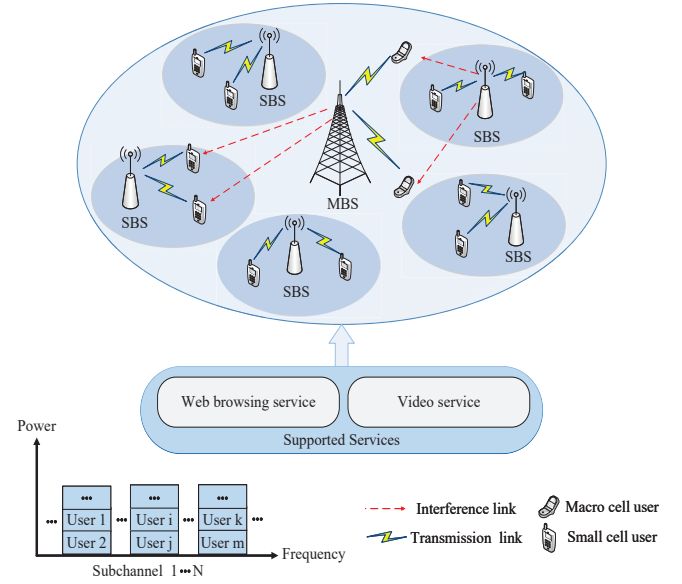 SBS
SBS
MBS
SBS
SBS
SBS
Web browsing service
Video service
Supported Services
Power
••• ••• •••
••• User 1 ••• User i ••• User k •••
User 2 User j User m
Frequency
Subchannel 1 ••• N
Interference link
Macro cell user
Transmission link
Small cell user